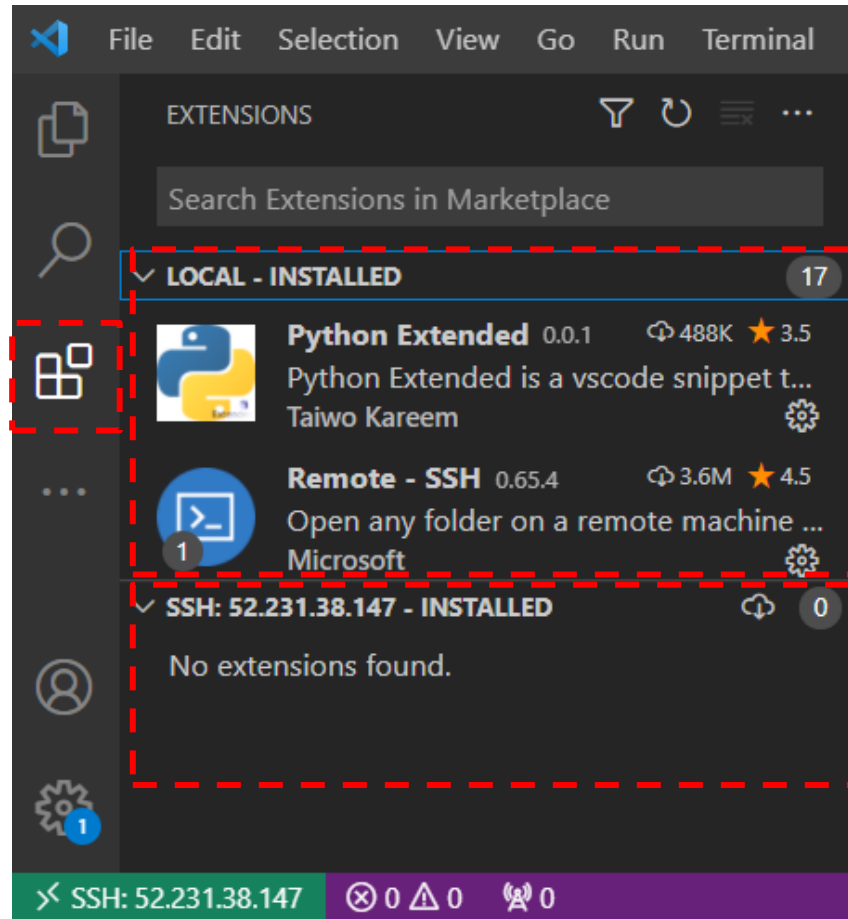 File Edit Selection View Go Run Terminal
EXTENSIONS
Search Extensions in Marketplace
LOCAL - INSTALLED 17
Python Extended 0.0.1 488K 3.5
Python Extended is a vscode snippet t...
Taiwo Kareem
Remote - SSH 0.65.4 3.6M 4.5
Open any folder on a remote machine ...
1
Microsoft
SSH: 52.231.38.147 - INSTALLED 0
No extensions found.
1
SSH: 52.231.38.147 0 0 0